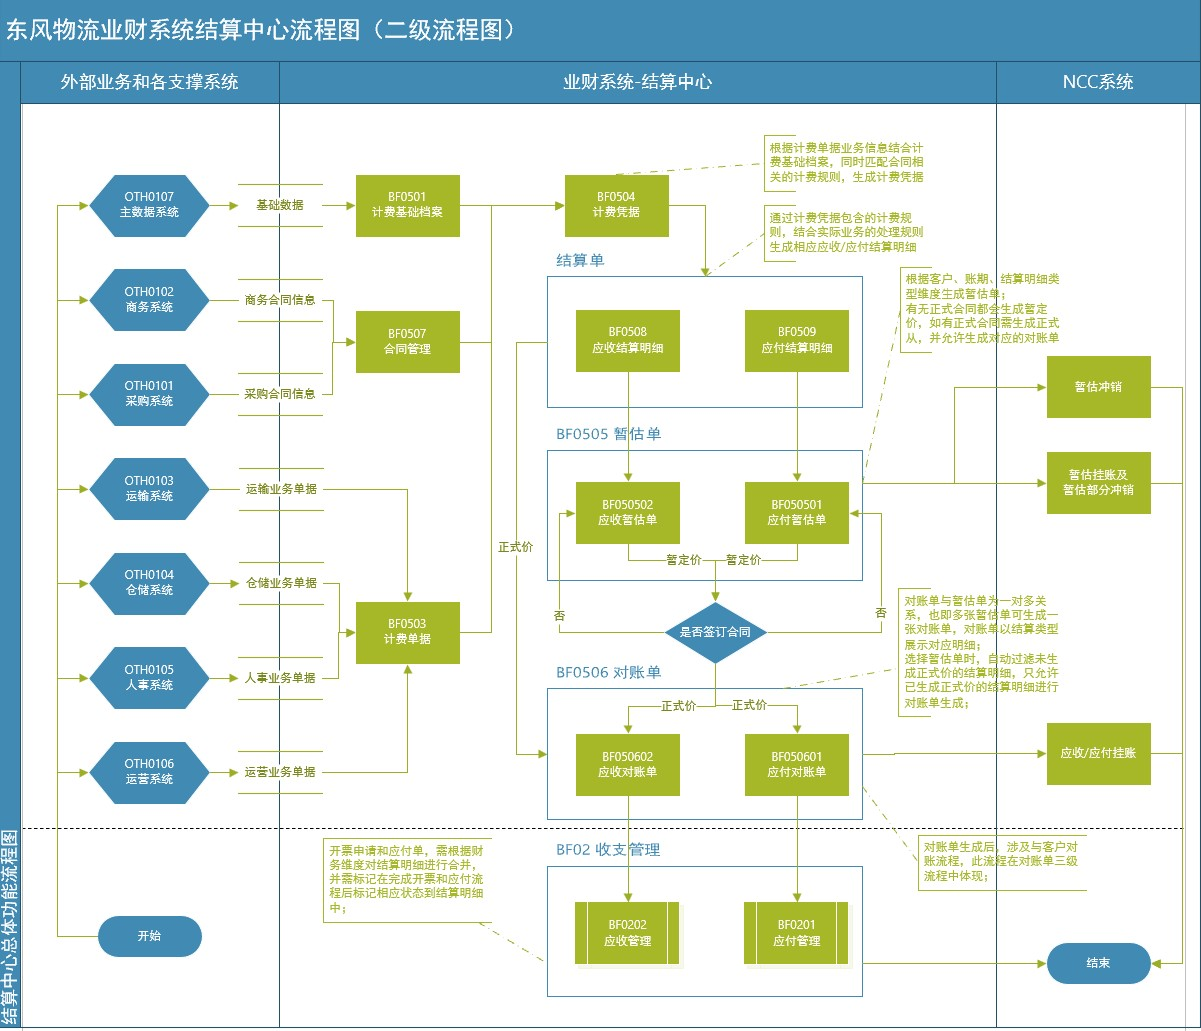 东风物流业财系统结算中心流程图（二级流程图）
外部业务和各支撑系统
业财系统-结算中心
NCC系统
结算中心总体功能流程图
OTH0107
主数据系统
基础数据
BF0501
计费基础档案
BF0504
计费凭据
根据计费单据业务信息结合计
费基础档案，同时匹配合同相
关的计费规则，生成计费凭据
通过计费凭据包含的计费规
则，结合实际业务的处理规则
生成相应应收/应付结算明细
OTH0102
商务系统
商务合同信息
BF0507
合同管理
OTH0101
采购系统
采购合同信息
结算单
BF0508
应收结算明细
BF0509
应付结算明细
根据客户、账期、结算明细类
型维度生成暂估单；
有无正式合同都会生成暂定
价，如有正式合同需生成正式
从，并允许生成对应的对账单
暂估冲销
暂估挂账及
暂估部分冲销
OTH0103
运输系统
运输业务单据
BF0505 暂估单
BF050502
应收暂估单
BF050501
应付暂估单
正式价
暂定价
暂定价
OTH0104
仓储系统
仓储业务单据
BF0503
计费单据
否
是否签订合同
否
对账单与暂估单为一对多关
系，也即多张暂估单可生成一
张对账单，对账单以结算类型
展示对应明细；
选择暂估单时，自动过滤未生
成正式价的结算明细，只允许
已生成正式价的结算明细进行
对账单生成；
OTH0105
人事系统
人事业务单据
BF0506 对账单
正式价
正式价
BF050602
应收对账单
BF050601
应付对账单
应收/应付挂账
OTH0106
运营系统
运营业务单据
开票申请和应付单，需根据财
务维度对结算明细进行合并，
并需标记在完成开票和应付流
程后标记相应状态到结算明细
中；
BF02 收支管理
对账单生成后，涉及与客户对
账流程，此流程在对账单三级
流程中体现；
开始
BF0202
应收管理
BF0201
应付管理
结束